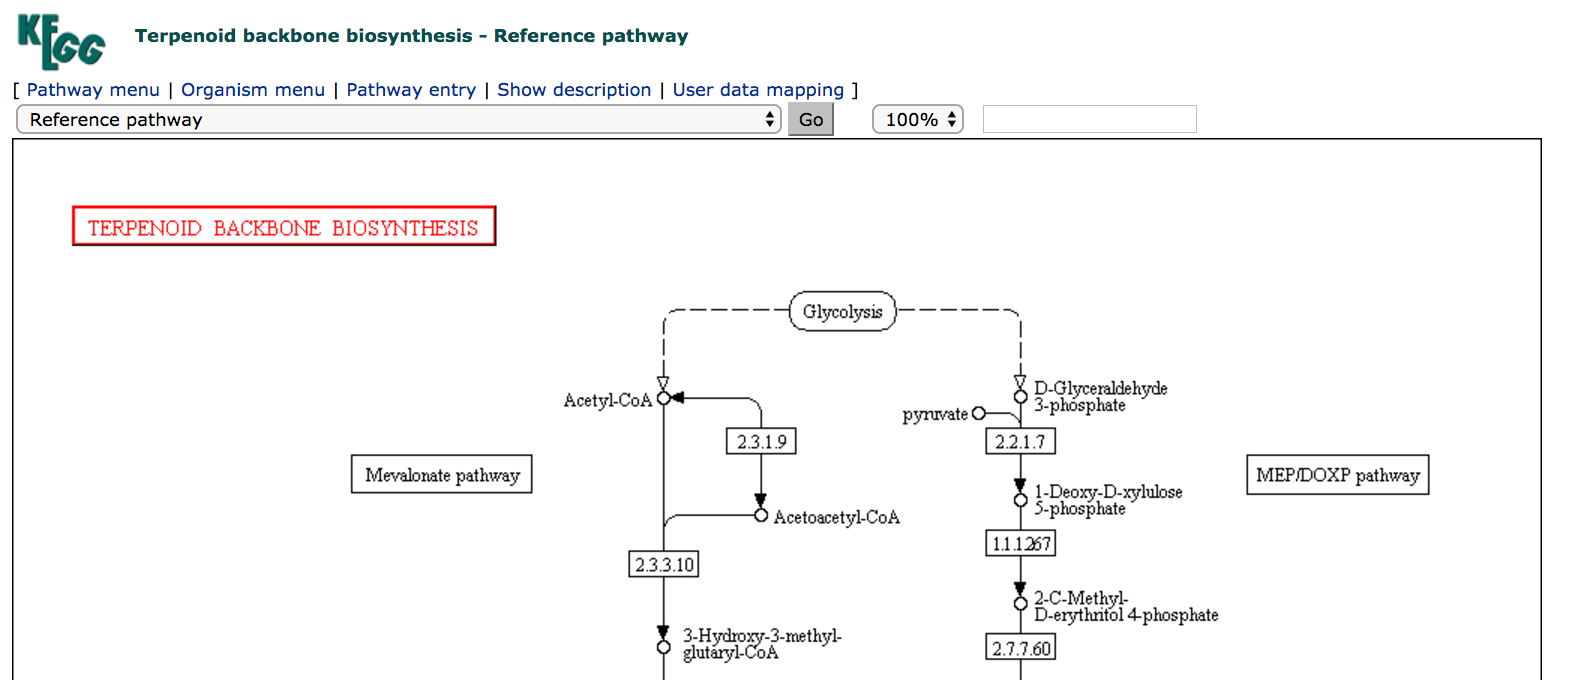 KEGG
Terpenoid backbone biosynthesis - Reference pathway
[ Pathway menu | Organism menu | Pathway entry | Show description | User data mapping ]
Reference pathway
Go
100%
TERPENOID BACKBONE BIOSYNTHESIS
Glycolysis
Acetyl-CoA
D-Glyceraldehyde
3-phosphate
pyruvate
2.3.1.9
2.2.1.7
Mevalonate pathway
MEP/DOXP pathway
1-Deoxy-D-xylulose
5-phosphate
Acetoacetyl-CoA
1.1.1.267
2.3.3.10
2-C-Methyl-
D-erythritol 4-phosphate
3-Hydroxy-3-methyl-
glutaryl-CoA
2.7.7.60